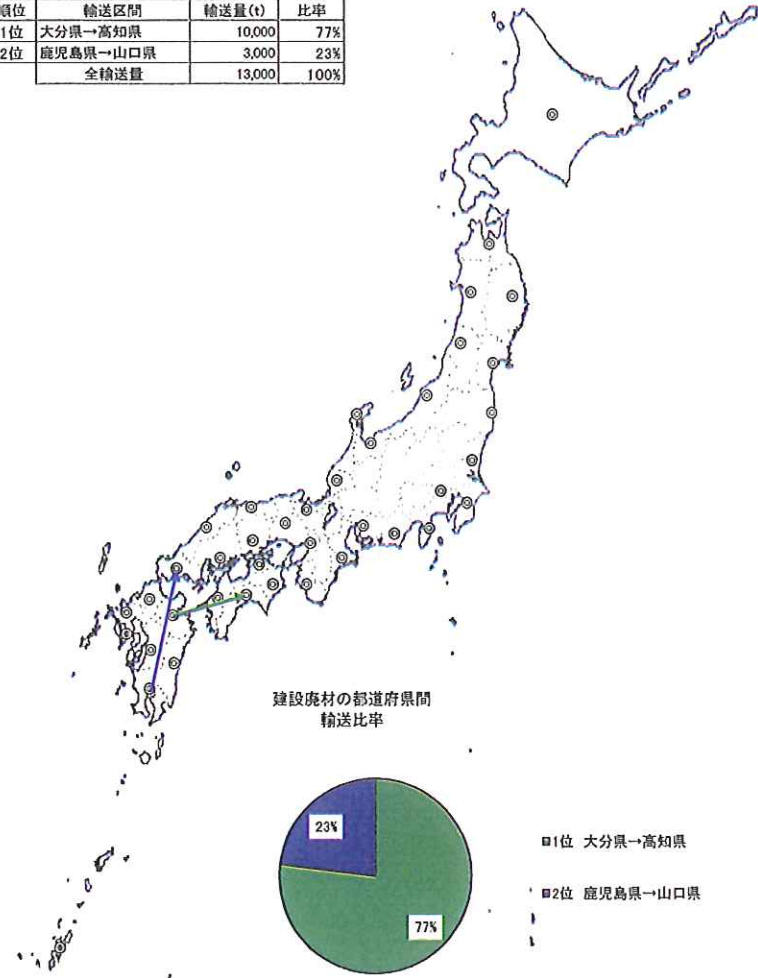 順位 輸送区間 輸送量(t) 比率
1位 大分県→高知県 10,000 77%
2位 鹿児島県→山口県 3,000 23%
全輸送量 13,000 100%
建設廃材の都道府県間
輸送比率
23%
77%
1位 大分県→高知県
2位 鹿児島県→山口県